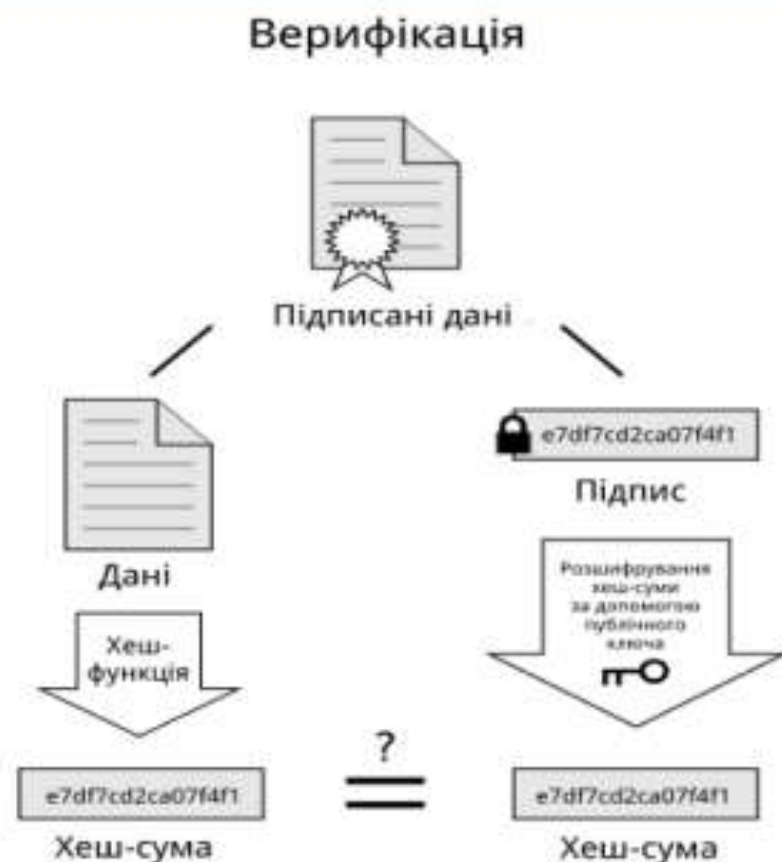 Верифікація
Підписані дані
e7df7cd2ca07f4f1
Підпис
Дані
Розшифрування
хеш-суми
за допомогою
публічного
ключа
Хеш-
функція
?
e7df7cd2ca07f4f1
e7df7cd2ca07f4f1
Хеш-сума
Хеш-сума